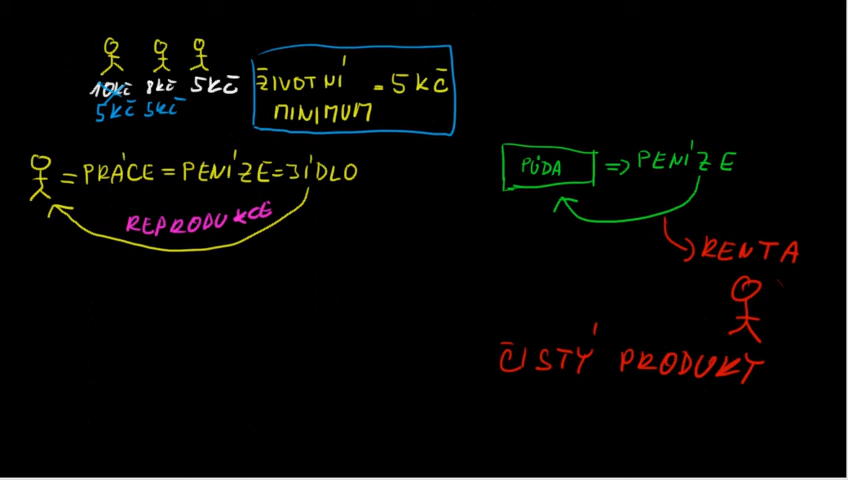 10Kč 8Kč 5Kč
5Kč 5Kč
ŽIVOTNÍ
MINIMUM
= 5Kč
= PRÁCE = PENÍZE = JÍDLO
REPRODUKCE
PŮDA => PENÍZE
RENTA
ČISTÝ PRODUKT